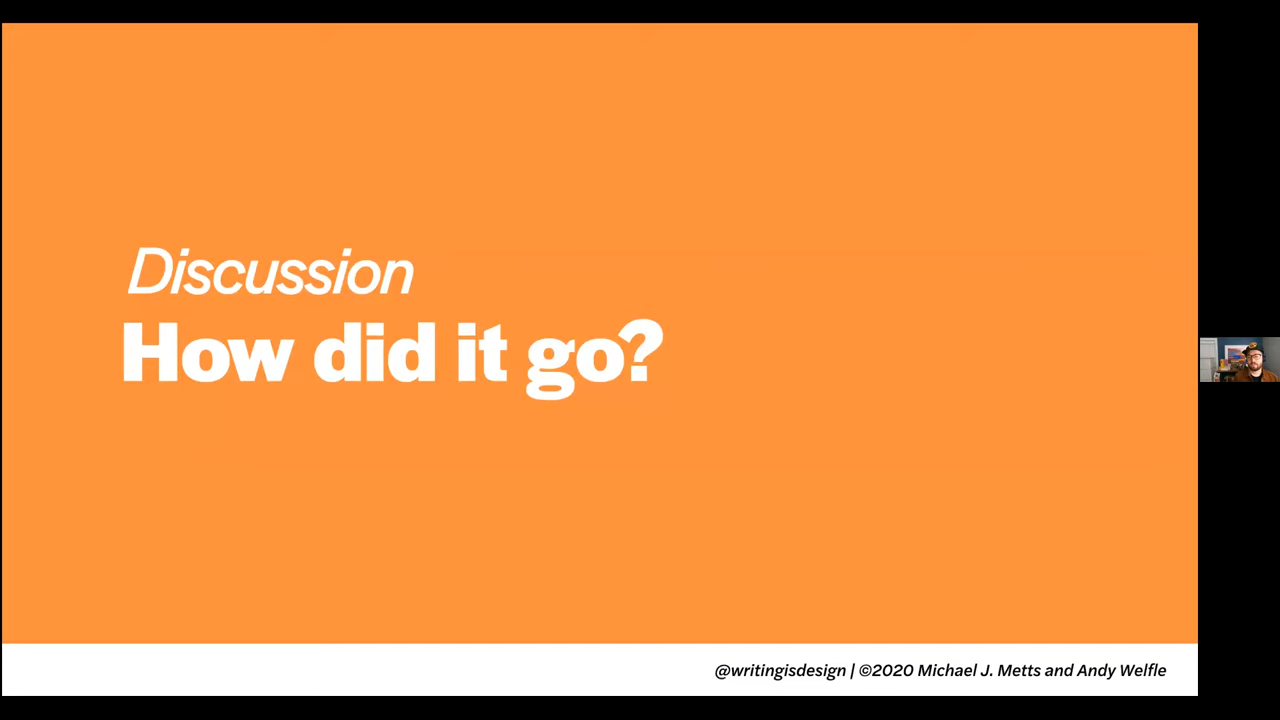 Discussion
How did it go?
@writingisdesign | ©2020 Michael J. Metts and Andy Welfle